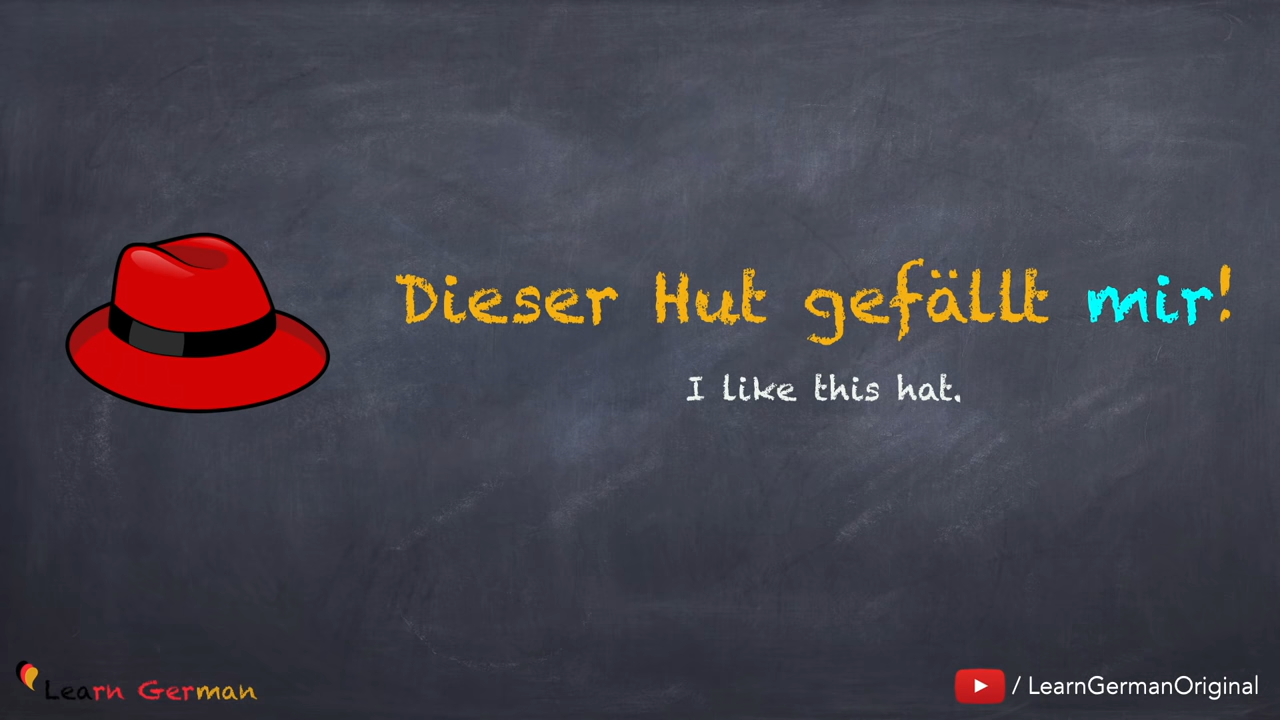 Dieser Hut gefällt mir!
I like this hat.
Learn German
/ LearnGermanOriginal